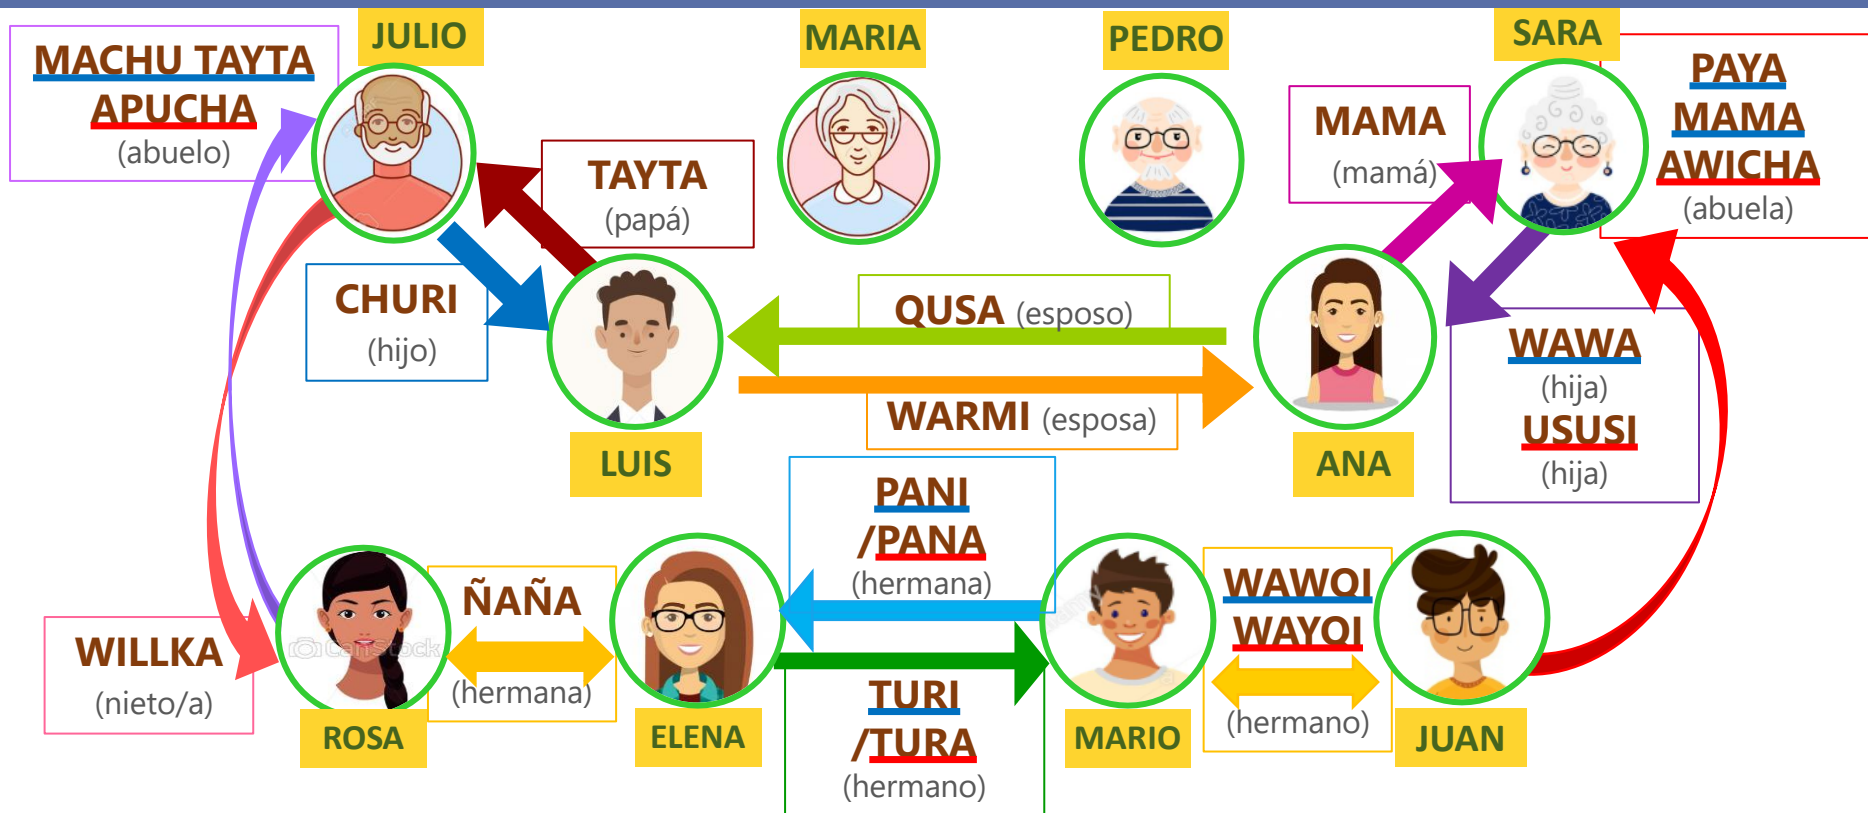 JULIO
MARIA
PEDRO
SARA
MACHU TAYTA
APUCHA
(abuelo)
TAYTA
(papá)
MAMA
(mamá)
PAYA
MAMA
AWICHA
(abuela)
CHURI
(hijo)
QUSA (esposo)
WARMI (esposa)
WAWA
(hija)
USUSI
(hija)
LUIS
ANA
PANI
/PANA
(hermana)
WILLKA
(nieto/a)
ÑAÑA
(hermana)
TURI
/TURA
(hermano)
WAWQI
WAYQI
(hermano)
ROSA
ELENA
MARIO
JUAN
CanStock